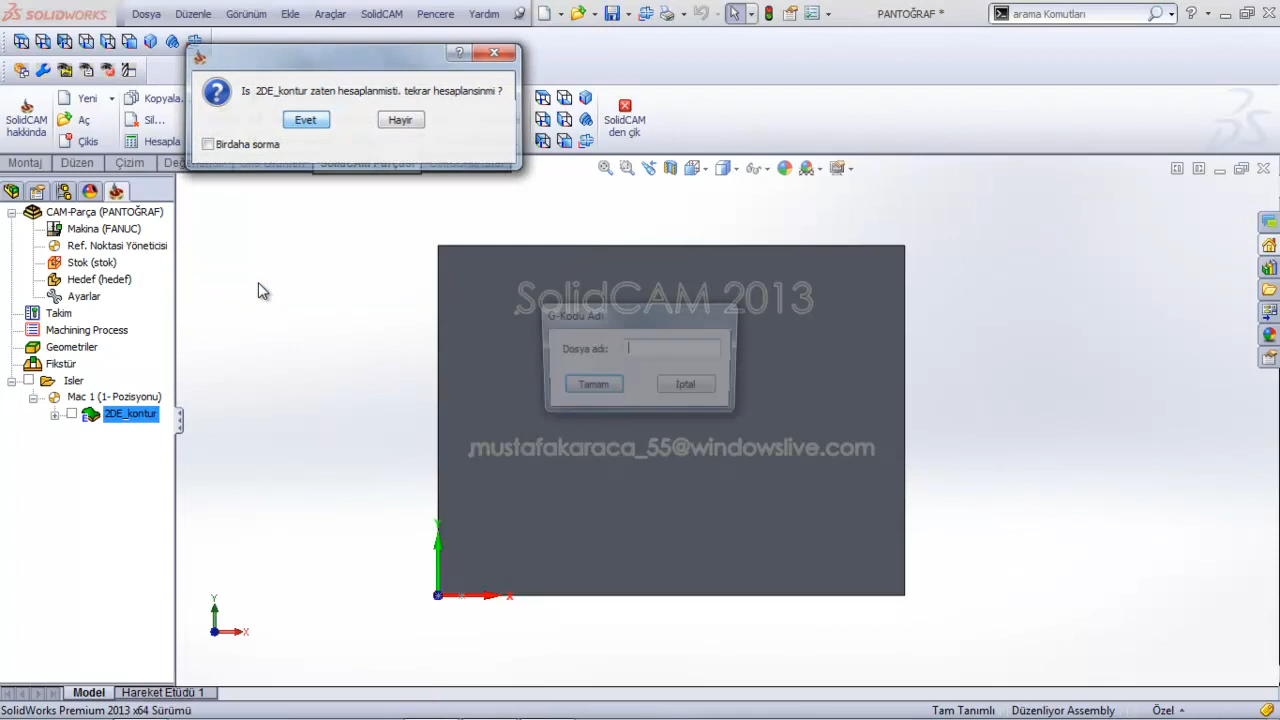 SOLIDWORKS
Dosya Düzenle Görünüm Ekle Araçlar SolidCAM Pencere Yardım
PANTOĞRAF *
arama Komutları
Is 2DE_kontur zaten hesaplanmisti. tekrar hesaplansinmi ?
Evet
Hayir
Birdaha sorma
SolidCAM
hakkinda
Yeni
Kopyala.
Aç
Sil...
Çikis
Hesapla
SolidCAM
den çik
Montaj
Düzen
Çizim
CAM-Parça (PANTOĞRAF)
Makina (FANUC)
Ref. Noktasi Yöneticisi
Stok (stok)
Hedef (hedef)
Ayarlar
Takim
Machining Process
Geometriler
Fikstür
Isler
Mac 1 (1- Pozisyonu)
2DE_kontur
SolidCAM 2013
G-Kodu Adi
Dosya adı:
Tamam
Iptal
mustafakaraca_55@windowslive.com
Y
X
Y
X
Model
Hareket Etüdü 1
SolidWorks Premium 2013 x64 Sürümü
Tam Tanımlı
Düzenliyor Assembly
Özel